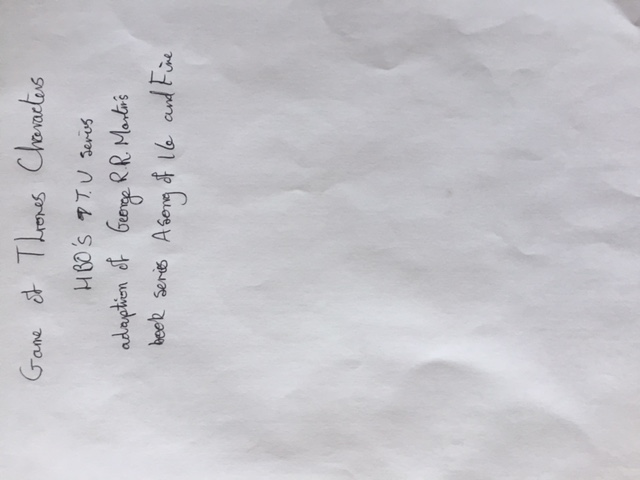 Game of Thrones Characters
HBO'S T.V series
adaption of George R.R. Martin's
book series A song of Ice and Fire